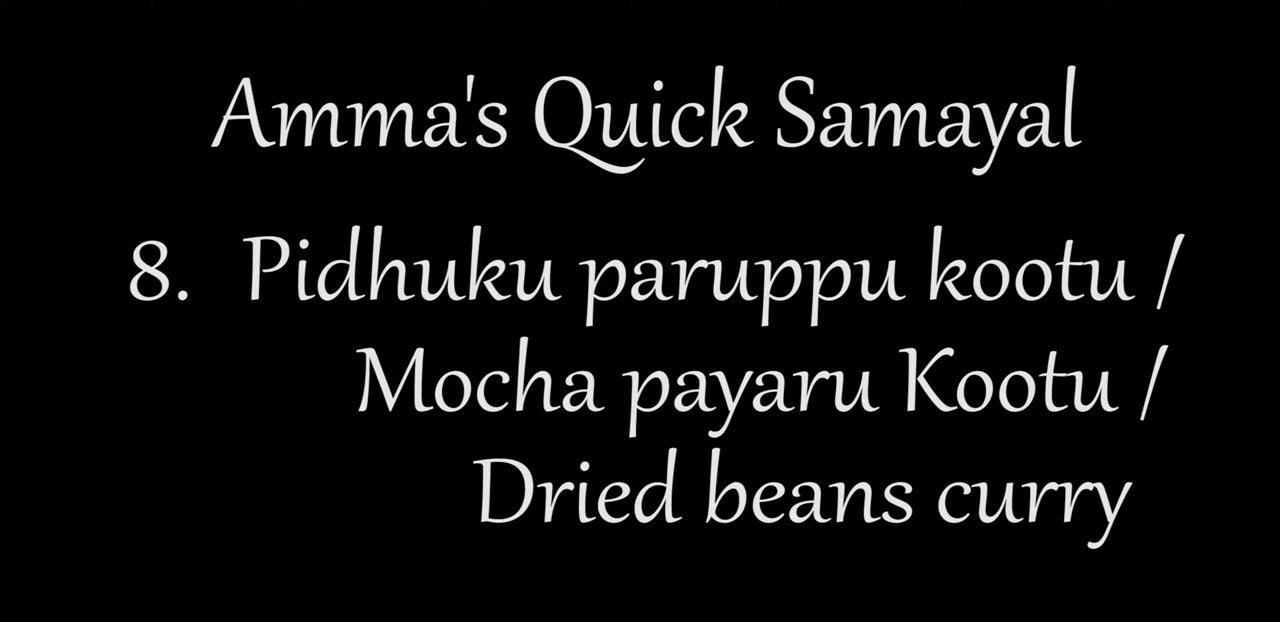 Amma's Quick Samayal
8. Pidhuku paruppu kootu /
Mocha payaru Kootu /
Dried beans curry